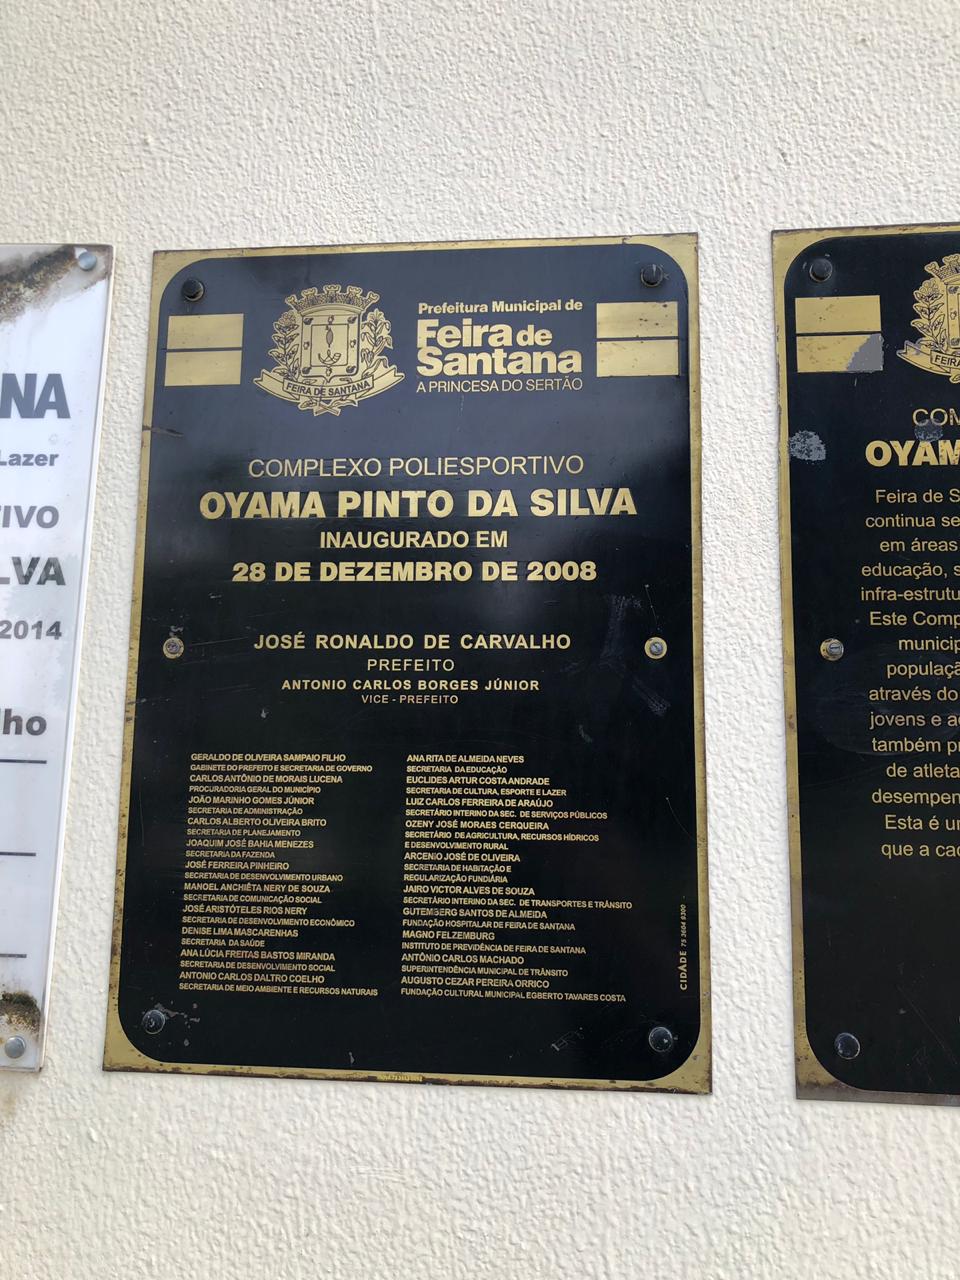 NA
Lazer
TIVO
LVA
2014
lho
FEIRA DE SANTANA
Prefeitura Municipal de
Feira de
Santana
A PRINCESA DO SERTÃO
COMPLEXO POLIESPORTIVO
OYAMA PINTO DA SILVA
INAUGURADO EM
28 DE DEZEMBRO DE 2008
JOSÉ RONALDO DE CARVALHO
PREFEITO
ANTONIO CARLOS BORGES JÚNIOR
VICE - PREFEITO
GERALDO DE OLIVEIRA SAMPAIO FILHO
GABINETE DO PREFEITO E SECRETARIA DE GOVERNO
CARLOS ANTÔNIO DE MORAIS LUCENA
PROCURADORIA GERAL DO MUNICÍPIO
JOÃO MARINHO GOMES JÚNIOR
SECRETARIA DE ADMINISTRAÇÃO
CARLOS ALBERTO OLIVEIRA BRITO
SECRETARIA DE PLANEJAMENTO
JOAQUIM JOSÉ BAHIA MENEZES
SECRETARIA DA FAZENDA
JOSÉ FERREIRA PINHEIRO
SECRETARIA DE DESENVOLVIMENTO URBANO
MANOEL ANCHIÊTA NERY DE SOUZA
SECRETARIA DE COMUNICAÇÃO SOCIAL
JOSÉ ARISTÓTELES RIOS NERY
SECRETARIA DE DESENVOLVIMENTO ECONÔMICO
DENISE LIMA MASCARENHAS
SECRETARIA DA SAÚDE
ANA LÚCIA FREITAS BASTOS MIRANDA
SECRETARIA DE DESENVOLVIMENTO SOCIAL
ANTONIO CARLOS DALTRO COELHO
SECRETARIA DE MEIO AMBIENTE E RECURSOS NATURAIS
ANA RITA DE ALMEIDA NEVES
SECRETARIA DA EDUCAÇÃO
EUCLIDES ARTUR COSTA ANDRADE
SECRETARIA DE CULTURA, ESPORTE E LAZER
LUIZ CARLOS FERREIRA DE ARAÚJO
SECRETÁRIO INTERINO DA SEC. DE SERVIÇOS PÚBLICOS
OZENY JOSÉ MORAES CERQUEIRA
SECRETÁRIO DE AGRICULTURA, RECURSOS HÍDRICOS
E DESENVOLVIMENTO RURAL
ARCENIO JOSÉ DE OLIVEIRA
SECRETARIA DE HABITAÇÃO E
REGULARIZAÇÃO FUNDIÁRIA
JAIRO VICTOR ALVES DE SOUZA
SECRETÁRIO INTERINO DA SEC. DE TRANSPORTES E TRÂNSITO
GUTEMBERG SANTOS DE ALMEIDA
FUNDAÇÃO HOSPITALAR DE FEIRA DE SANTANA
MAGNO FELZEMBURG
INSTITUTO DE PREVIDÊNCIA DE FEIRA DE SANTANA
ANTÔNIO CARLOS MACHADO
SUPERINTENDÊNCIA MUNICIPAL DE TRÂNSITO
AUGUSTO CEZAR PEREIRA ORRICO
FUNDAÇÃO CULTURAL MUNICIPAL EGBERTO TAVARES COSTA
CIDADE 75 3604 9300
FEIRA
COM
OYAM
Feira de S
continua se
em áreas
educação, s
infra-estrutu
Este Comp
municip
populaçã
através do
jovens e ad
também pr
de atleta
desempen
Esta é um
que a cad